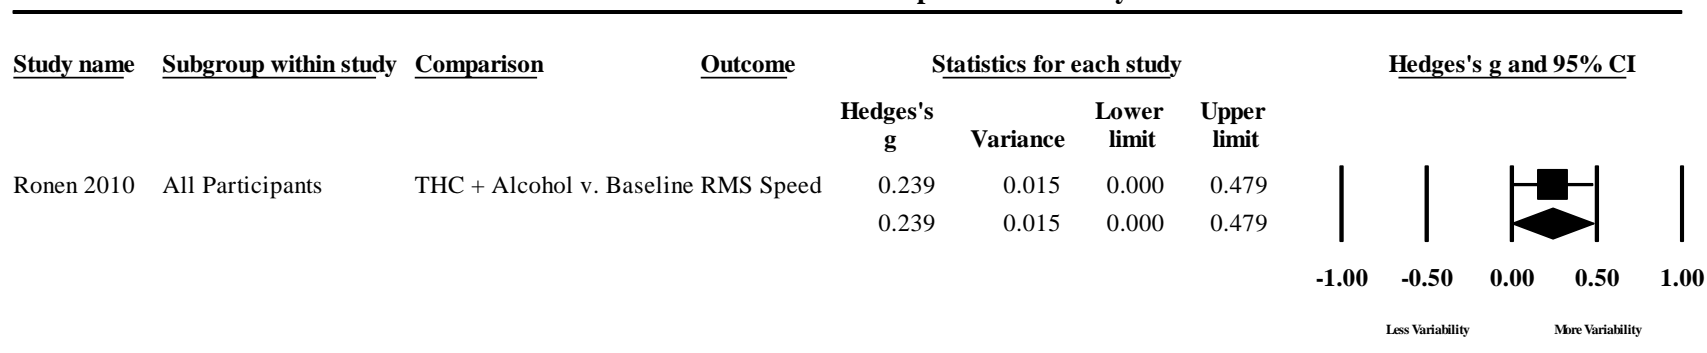 Study name Subgroup within study Comparison Outcome Statistics for each study Hedges's g and 95% CI
Hedges's g Variance Lower limit Upper limit
Ronen 2010 All Participants THC + Alcohol v. Baseline RMS Speed 0.239 0.015 0.000 0.479
0.239 0.015 0.000 0.479
-1.00 -0.50 0.00 0.50 1.00
Less Variability More Variability